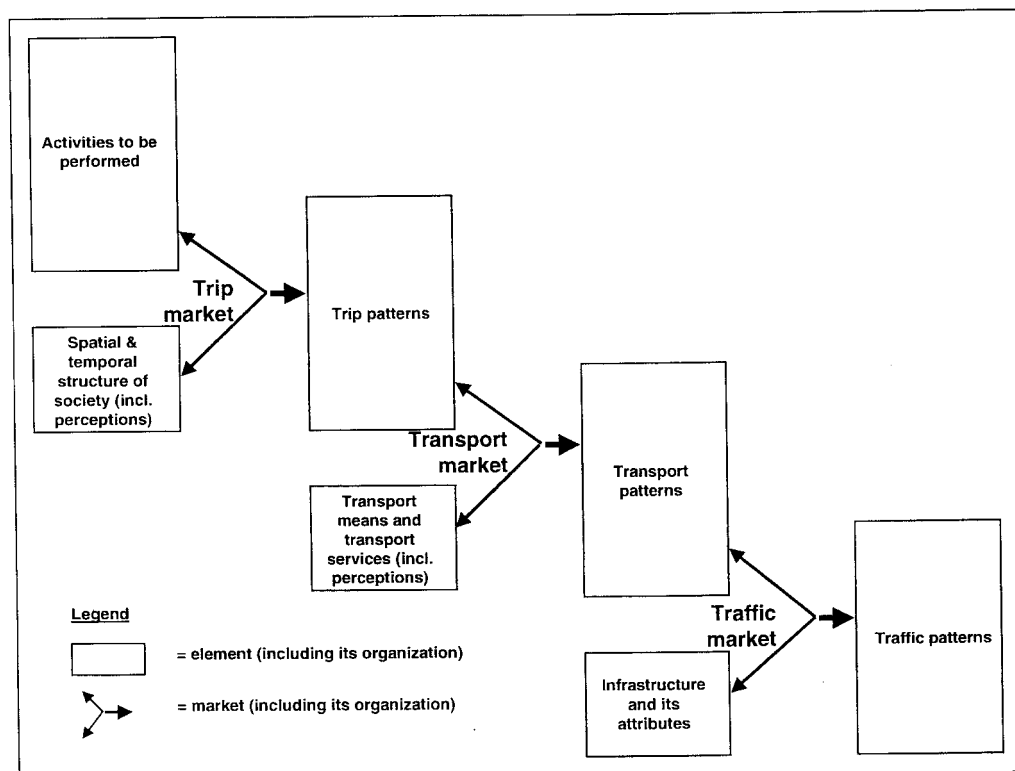 Activities to be
performed
Trip
market
Spatial &
temporal
structure of
society (incl.
perceptions)
Trip patterns
Transport
market
Transport
means and
transport
services (incl.
perceptions)
Transport
patterns
Traffic
market
Infrastructure
and its
attributes
Traffic patterns
Legend
= element (including its organization)
= market (including its organization)